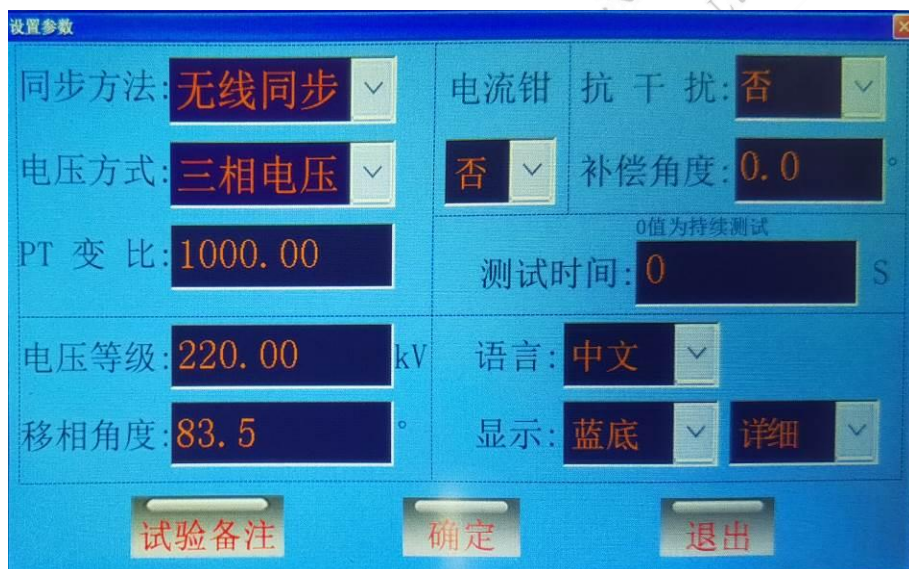 设置参数
同步方法:无线同步 电流钳 抗 干 扰:否
电压方式:三相电压 否 补偿角度:0.0 °
0值为持续测试
PT 变 比:1000.00 测试时间:0 S
电压等级:220.00 kV 语言:中文
移相角度:83.5 ° 显示:蓝底 详细
试验备注 确定 退出